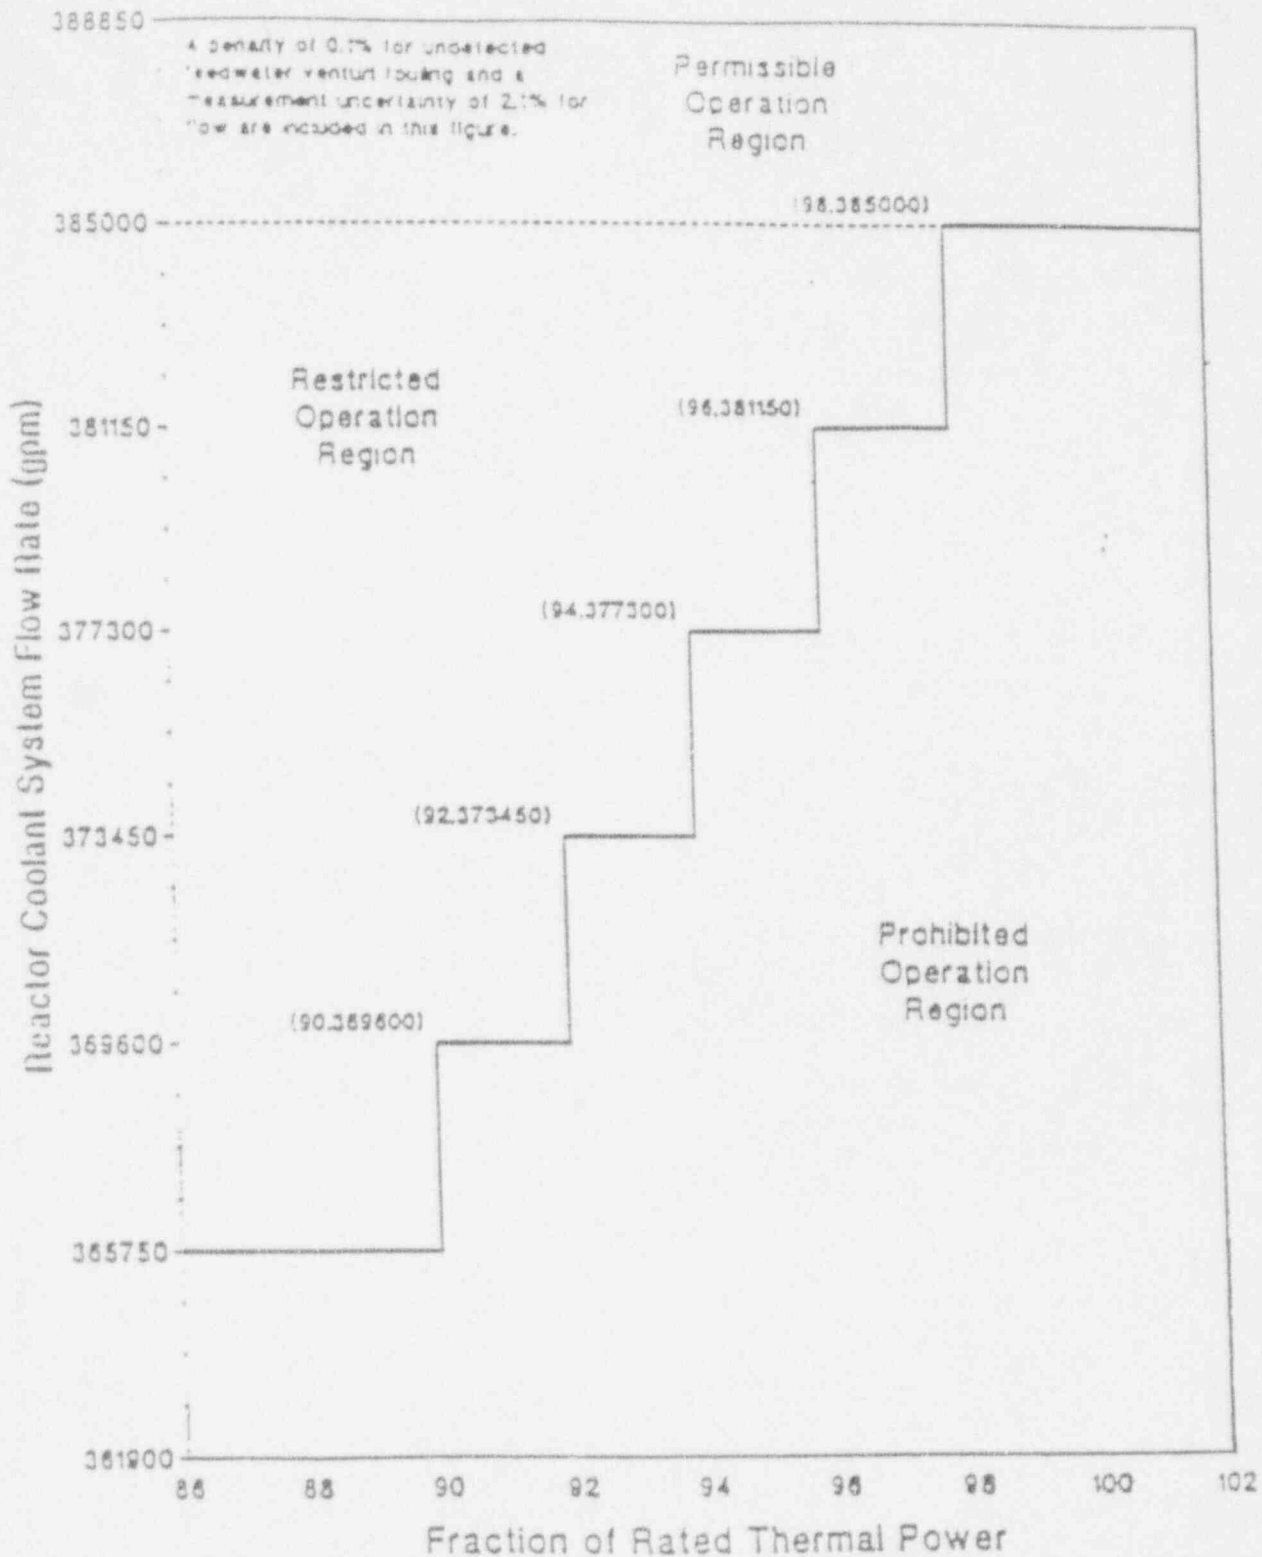 388850
A penalty of 0.1% for undetected
feedwater venturi fouling and a
measurement uncertainty of 2.1% for
flow are included in this figure.
Permissible
Operation
Region
385000
(98,385000)
Restricted
Operation
Region
381150
(96,381150)
377300
(94,377300)
373450
(92,373450)
Prohibited
Operation
Region
369600
(90,369600)
365750
361900
86 88 90 92 94 96 98 100 102
Fraction of Rated Thermal Power
Reactor Coolant System Flow Rate (gpm)